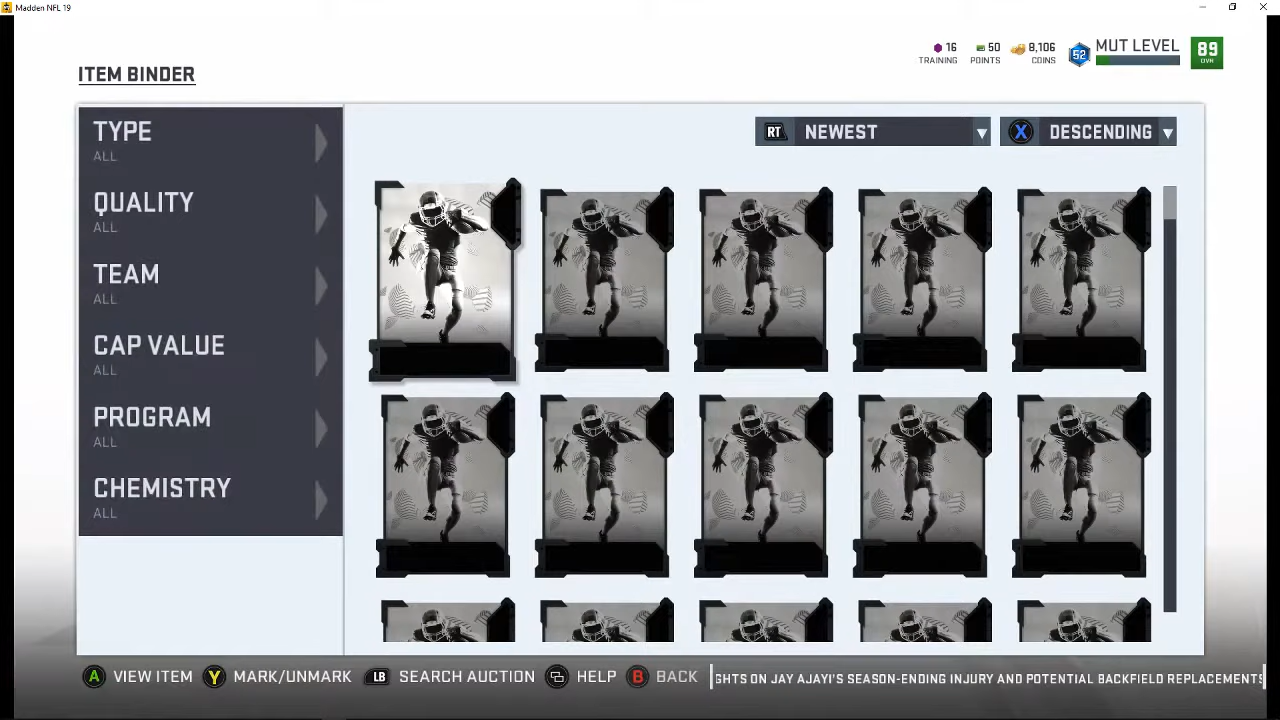 Madden NFL 19
16
TRAINING
50
POINTS
8,106
COINS
52
MUT LEVEL
89
OVR
ITEM BINDER
TYPE
ALL
QUALITY
ALL
TEAM
ALL
CAP VALUE
ALL
PROGRAM
ALL
CHEMISTRY
ALL
RT NEWEST
X DESCENDING
A VIEW ITEM Y MARK/UNMARK LB SEARCH AUCTION HELP B BACK
GHTS ON JAY AJAYI'S SEASON-ENDING INJURY AND POTENTIAL BACKFIELD REPLACEMENTS